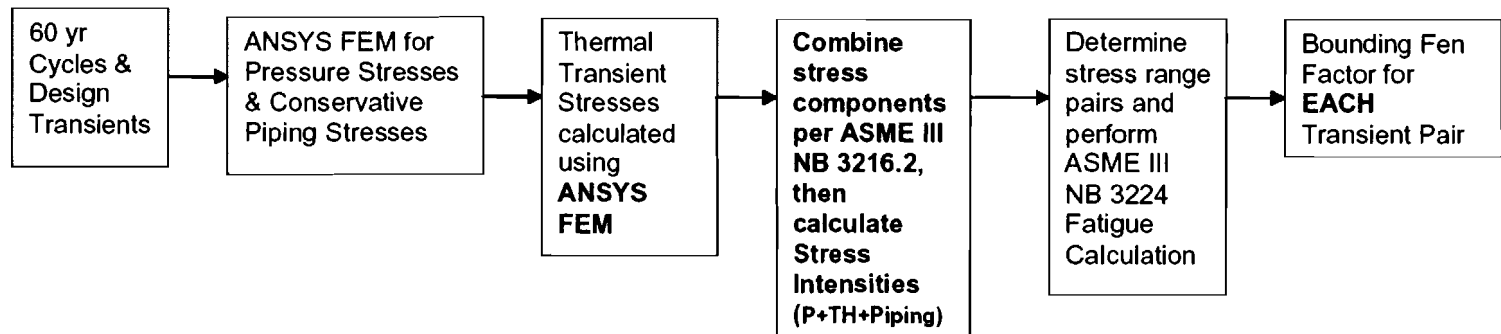 60 yr
Cycles &
Design
Transients
ANSYS FEM for
Pressure Stresses
& Conservative
Piping Stresses
Thermal
Transient
Stresses
calculated
using
ANSYS
FEM
Combine
stress
components
per ASME III
NB 3216.2,
then
calculate
Stress
Intensities
(P+TH+Piping)
Determine
stress range
pairs and
perform
ASME III
NB 3224
Fatigue
Calculation
Bounding Fen
Factor for
EACH
Transient Pair